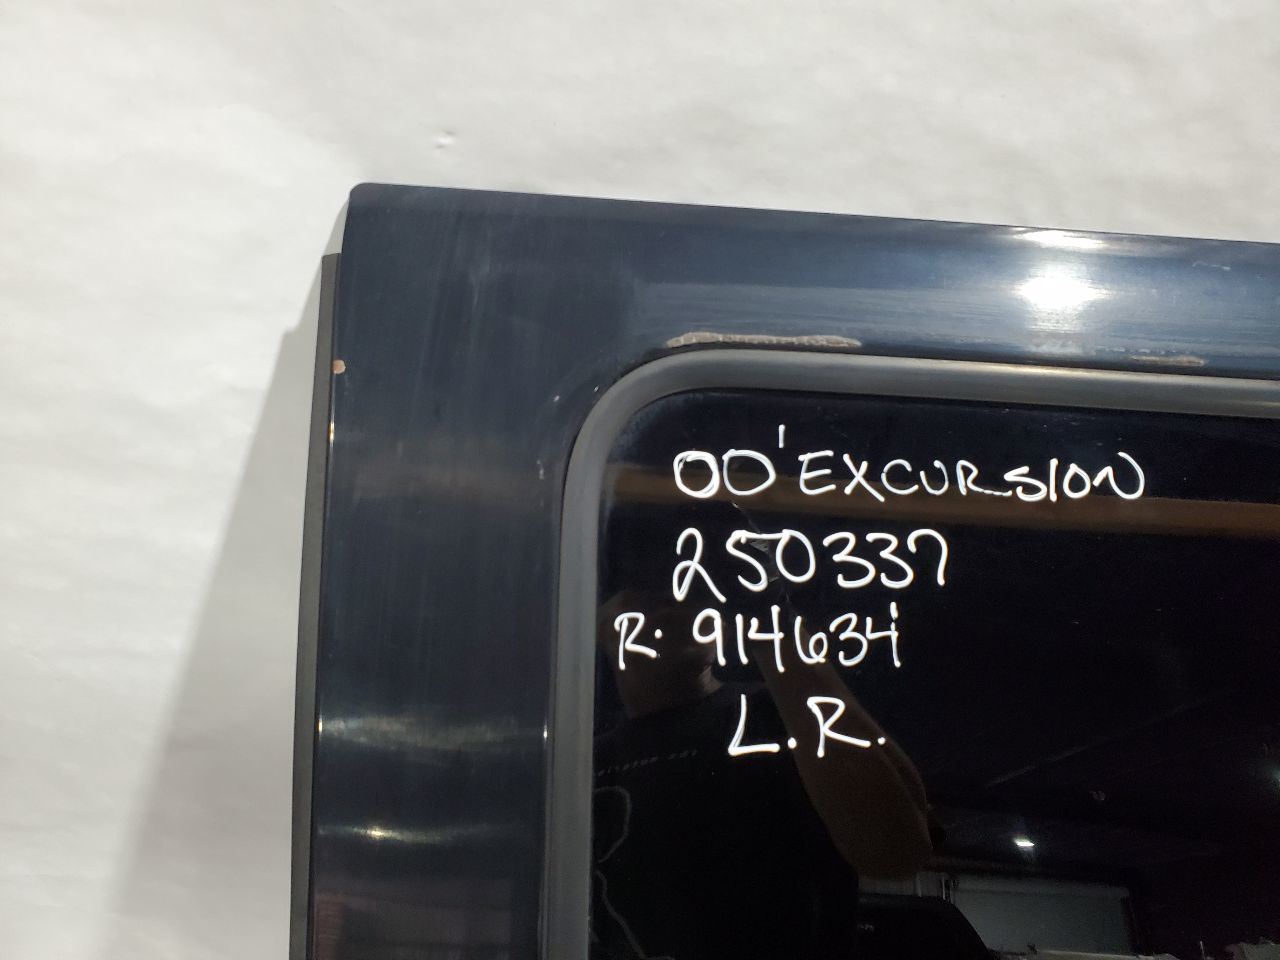 00'EXCURSION
250337
R. 914634
L.R.